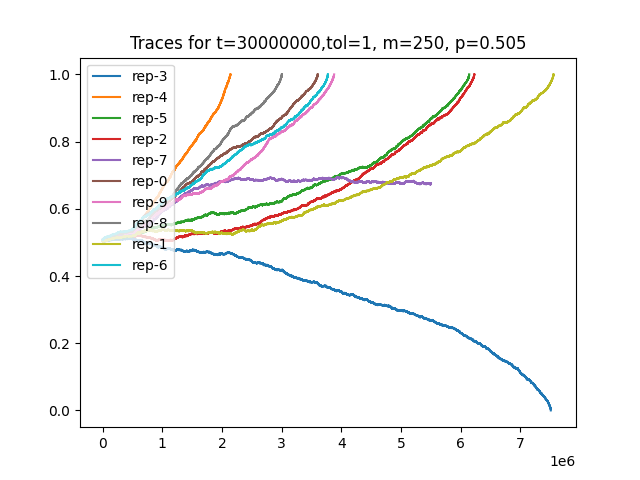 Traces for t=30000000,tol=1, m=250, p=0.505
1.0
0.8
0.6
0.4
0.2
0.0
rep-3
rep-4
rep-5
rep-2
rep-7
rep-0
rep-9
rep-8
rep-1
rep-6
0 1 2 3 4 5 6 7
1e6